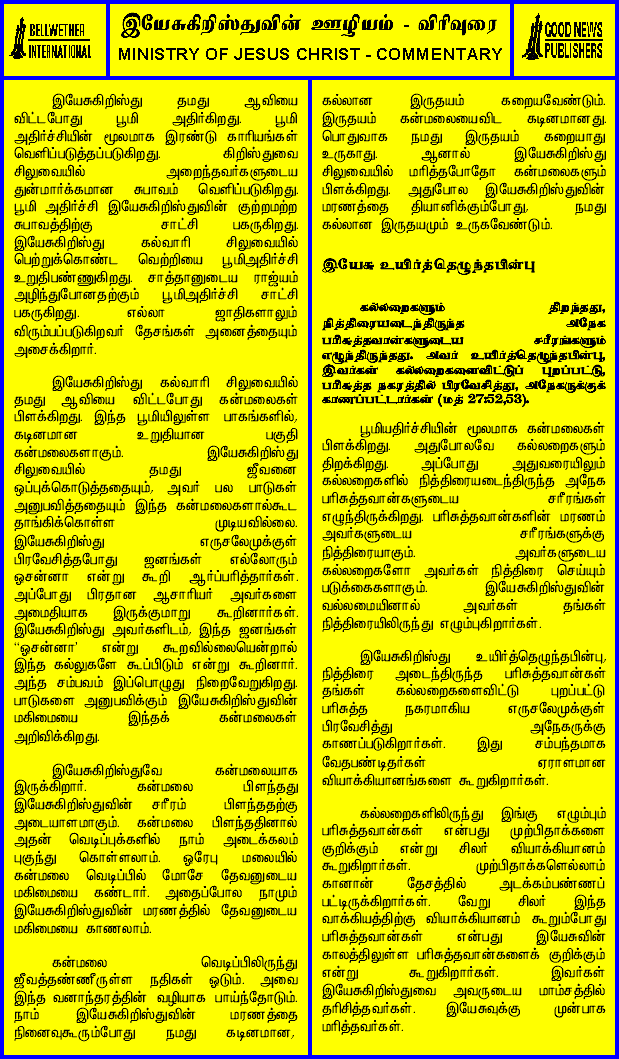 BELLWETHER
INTERNATIONAL
இயேசுகிறிஸ்துவின் ஊழியம் - விரிவுரை
MINISTRY OF JESUS CHRIST - COMMENTARY
GOOD NEWS
PUBLISHERS
இயேசுகிறிஸ்து தமது ஆவியை
விட்டபோது பூமி அதிர்கிறது. பூமி
அதிர்ச்சியின் மூலமாக இரண்டு காரியங்கள்
வெளிப்படுத்தப்படுகிறது. கிறிஸ்துவை
சிலுவையில் அறைந்தவர்களுடைய
துன்மார்க்கமான சுபாவம் வெளிப்படுகிறது.
பூமி அதிர்ச்சி இயேசுகிறிஸ்துவின் குற்றமற்ற
சுபாவத்திற்கு சாட்சி பகருகிறது.
இயேசுகிறிஸ்து கல்வாரி சிலுவையில்
பெற்றுக்கொண்ட வெற்றியை பூமிஅதிர்ச்சி
உறுதிபண்ணுகிறது. சாத்தானுடைய ராஜ்யம்
அழிந்துபோனதற்கும் பூமிஅதிர்ச்சி சாட்சி
பகருகிறது. எல்லா ஜாதிகளாலும்
விரும்பப்படுகிறவர் தேசங்கள் அனைத்தையும்
அசைக்கிறார்.
இயேசுகிறிஸ்து கல்வாரி சிலுவையில்
தமது ஆவியை விட்டபோது கன்மலைகள்
பிளக்கிறது. இந்த பூமியிலுள்ள பாகங்களில்,
கடினமான உறுதியான பகுதி
கன்மலைகளாகும். இயேசுகிறிஸ்து
சிலுவையில் தமது ஜீவனை
ஒப்புக்கொடுத்ததையும், அவர் பல பாடுகள்
அனுபவித்ததையும் இந்த கன்மலைகளால்கூட
தாங்கிக்கொள்ள முடியவில்லை.
இயேசுகிறிஸ்து எருசலேமுக்குள்
பிரவேசித்தபோது ஜனங்கள் எல்லோரும்
ஓசன்னா என்று கூறி ஆர்ப்பரித்தார்கள்.
அப்போது பிரதான ஆசாரியர் அவர்களை
அமைதியாக இருக்குமாறு கூறினார்கள்.
இயேசுகிறிஸ்து அவர்களிடம், இந்த ஜனங்கள்
“ஓசன்னா’ என்று கூறவில்லையென்றால்
இந்த கல்லுகளே கூப்பிடும் என்று கூறினார்.
அந்த சம்பவம் இப்பொழுது நிறைவேறுகிறது.
பாடுகளை அனுபவிக்கும் இயேசுகிறிஸ்துவின்
மகிமையை இந்தக் கன்மலைகள்
அறிவிக்கிறது.
இயேசுகிறிஸ்துவே கன்மலையாக
இருக்கிறார். கன்மலை பிளந்தது
இயேசுகிறிஸ்துவின் சரீரம் பிளந்ததற்கு
அடையாளமாகும். கன்மலை பிளந்ததினால்
அதன் வெடிப்புக்களில் நாம் அடைக்கலம்
புகுந்து கொள்ளலாம். ஓரேபு மலையில்
கன்மலை வெடிப்பில் மோசே தேவனுடைய
மகிமையை கண்டார். அதைப்போல நாமும்
இயேசுகிறிஸ்துவின் மரணத்தில் தேவனுடைய
மகிமையை காணலாம்.
கன்மலை வெடிப்பிலிருந்து
ஜீவத்தண்ணீருள்ள நதிகள் ஓடும். அவை
இந்த வனாந்தரத்தின் வழியாக பாய்ந்தோடும்.
நாம் இயேசுகிறிஸ்துவின் மரணத்தை
நினைவுகூரும்போது நமது கடினமான,
கல்லான இருதயம் கறையவேண்டும்.
இருதயம் கன்மலையைவிட கடினமானது.
பொதுவாக நமது இருதயம் கறையாது
உருகாது. ஆனால் இயேசுகிறிஸ்து
சிலுவையில் மரித்தபோதோ கன்மலைகளும்
பிளக்கிறது. அதுபோல இயேசுகிறிஸ்துவின்
மரணத்தை தியானிக்கும்போது, நமது
கல்லான இருதயமும் உருகவேண்டும்.
இயேசு உயிர்த்தெழுந்தபின்பு
கல்லறைகளும் திறந்தது,
நித்திரையடைந்திருந்த அநேக
பரிசுத்தவான்களுடைய சரீரங்களும்
எழுந்திருந்தது. அவர் உயிர்த்தெழுந்தபின்பு,
இவர்கள் கல்லறைகளைவிட்டுப் புறப்பட்டு,
பரிசுத்த நகரத்தில் பிரவேசித்து, அநேகருக்குக்
காணப்பட்டார்கள் (மத் 27:52,53).
பூமியதிர்ச்சியின் மூலமாக கன்மலைகள்
பிளக்கிறது. அதுபோலவே கல்லறைகளும்
திறக்கிறது. அப்போது அதுவரையிலும்
கல்லறைகளில் நித்திரையடைந்திருந்த அநேக
பரிசுத்தவான்களுடைய சரீரங்கள்
எழுந்திருக்கிறது. பரிசுத்தவான்களின் மரணம்
அவர்களுடைய சரீரங்களுக்கு
நித்திரையாகும். அவர்களுடைய
கல்லறைகளோ அவர்கள் நித்திரை செய்யும்
படுக்கைகளாகும். இயேசுகிறிஸ்துவின்
வல்லமையினால் அவர்கள் தங்கள்
நித்திரையிலிருந்து எழும்புகிறார்கள்.
இயேசுகிறிஸ்து உயிர்த்தெழுந்தபின்பு,
நித்திரை அடைந்திருந்த பரிசுத்தவான்கள்
தங்கள் கல்லறைகளைவிட்டு புறப்பட்டு
பரிசுத்த நகரமாகிய எருசலேமுக்குள்
பிரவேசித்து அநேகருக்கு
காணப்படுகிறார்கள். இது சம்பந்தமாக
வேதபண்டிதர்கள் ஏராளமான
வியாக்கியானங்களை கூறுகிறார்கள்.
கல்லறைகளிலிருந்து இங்கு எழும்பும்
பரிசுத்தவான்கள் என்பது முற்பிதாக்களை
குறிக்கும் என்று சிலர் வியாக்கியானம்
கூறுகிறார்கள். முற்பிதாக்களெல்லாம்
கானான் தேசத்தில் அடக்கம்பண்ணப்
பட்டிருக்கிறார்கள். வேறு சிலர் இந்த
வாக்கியத்திற்கு வியாக்கியானம் கூறும்போது
பரிசுத்தவான்கள் என்பது இயேசுவின்
காலத்திலுள்ள பரிசுத்தவான்களைக் குறிக்கும்
என்று கூறுகிறார்கள். இவர்கள்
இயேசுகிறிஸ்துவை அவருடைய மாம்சத்தில்
தரிசித்தவர்கள். இயேசுவுக்கு முன்பாக
மரித்தவர்கள்.